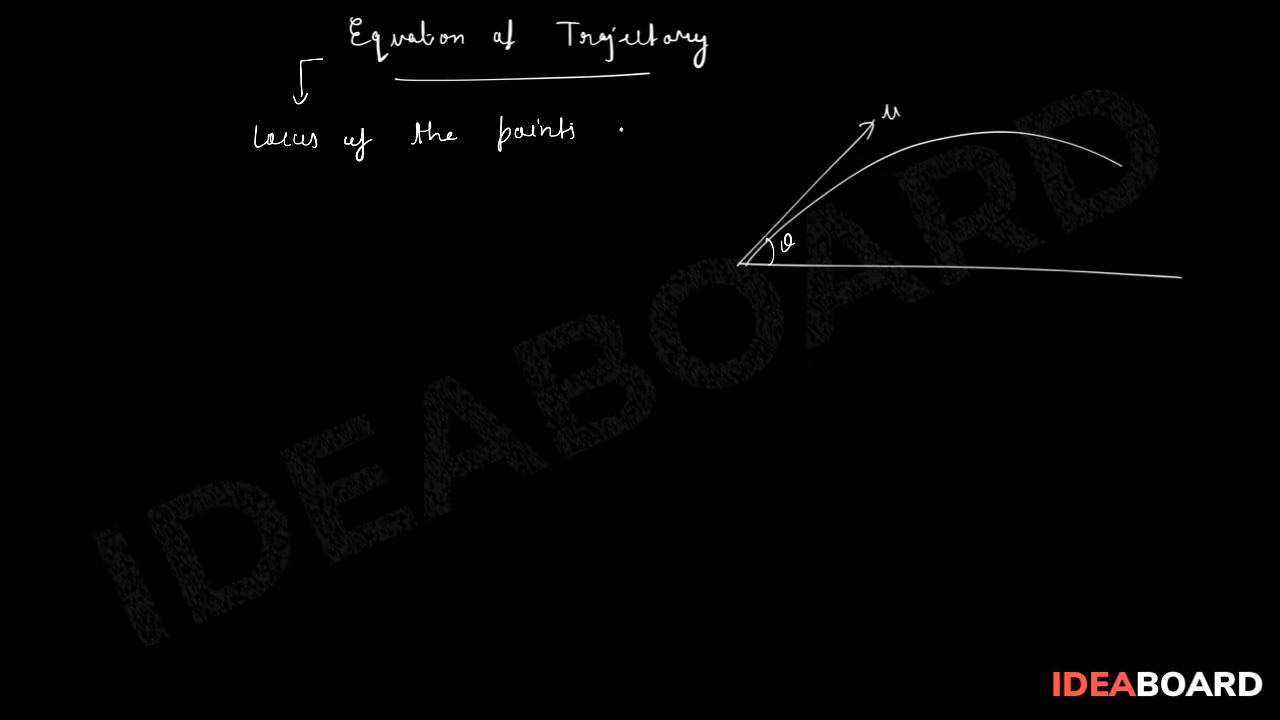 Equation of Trajectory
locus of the points .
u
θ
IDEABOARD
IDEABOARD